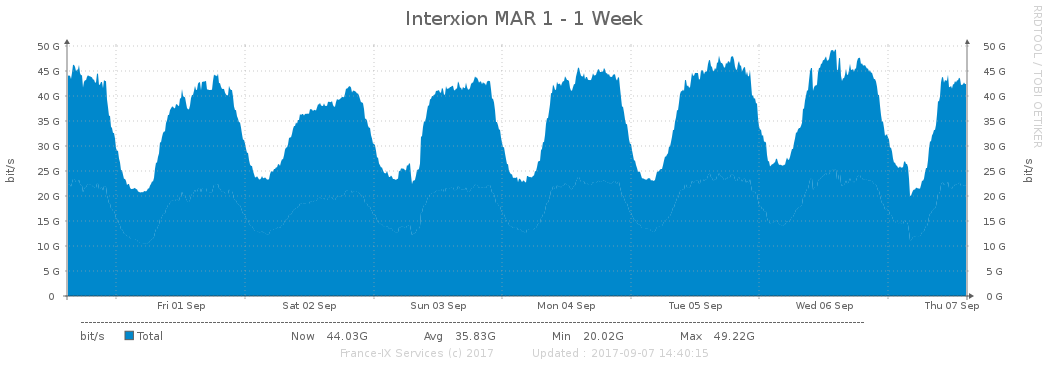 Interxion MAR 1 - 1 Week
RRDTOOL / TOBI OETIKER
50 G 50 G
45 G 45 G
40 G 40 G
35 G 35 G
30 G 30 G
25 G 25 G
20 G 20 G
15 G 15 G
10 G 10 G
5 G 5 G
0 0 G
bit/s bit/s
Fri 01 Sep Sat 02 Sep Sun 03 Sep Mon 04 Sep Tue 05 Sep Wed 06 Sep Thu 07 Sep
bit/s Total Now 44.03G Avg 35.83G Min 20.02G Max 49.22G
France-IX Services (c) 2017 Updated : 2017-09-07 14:40:15